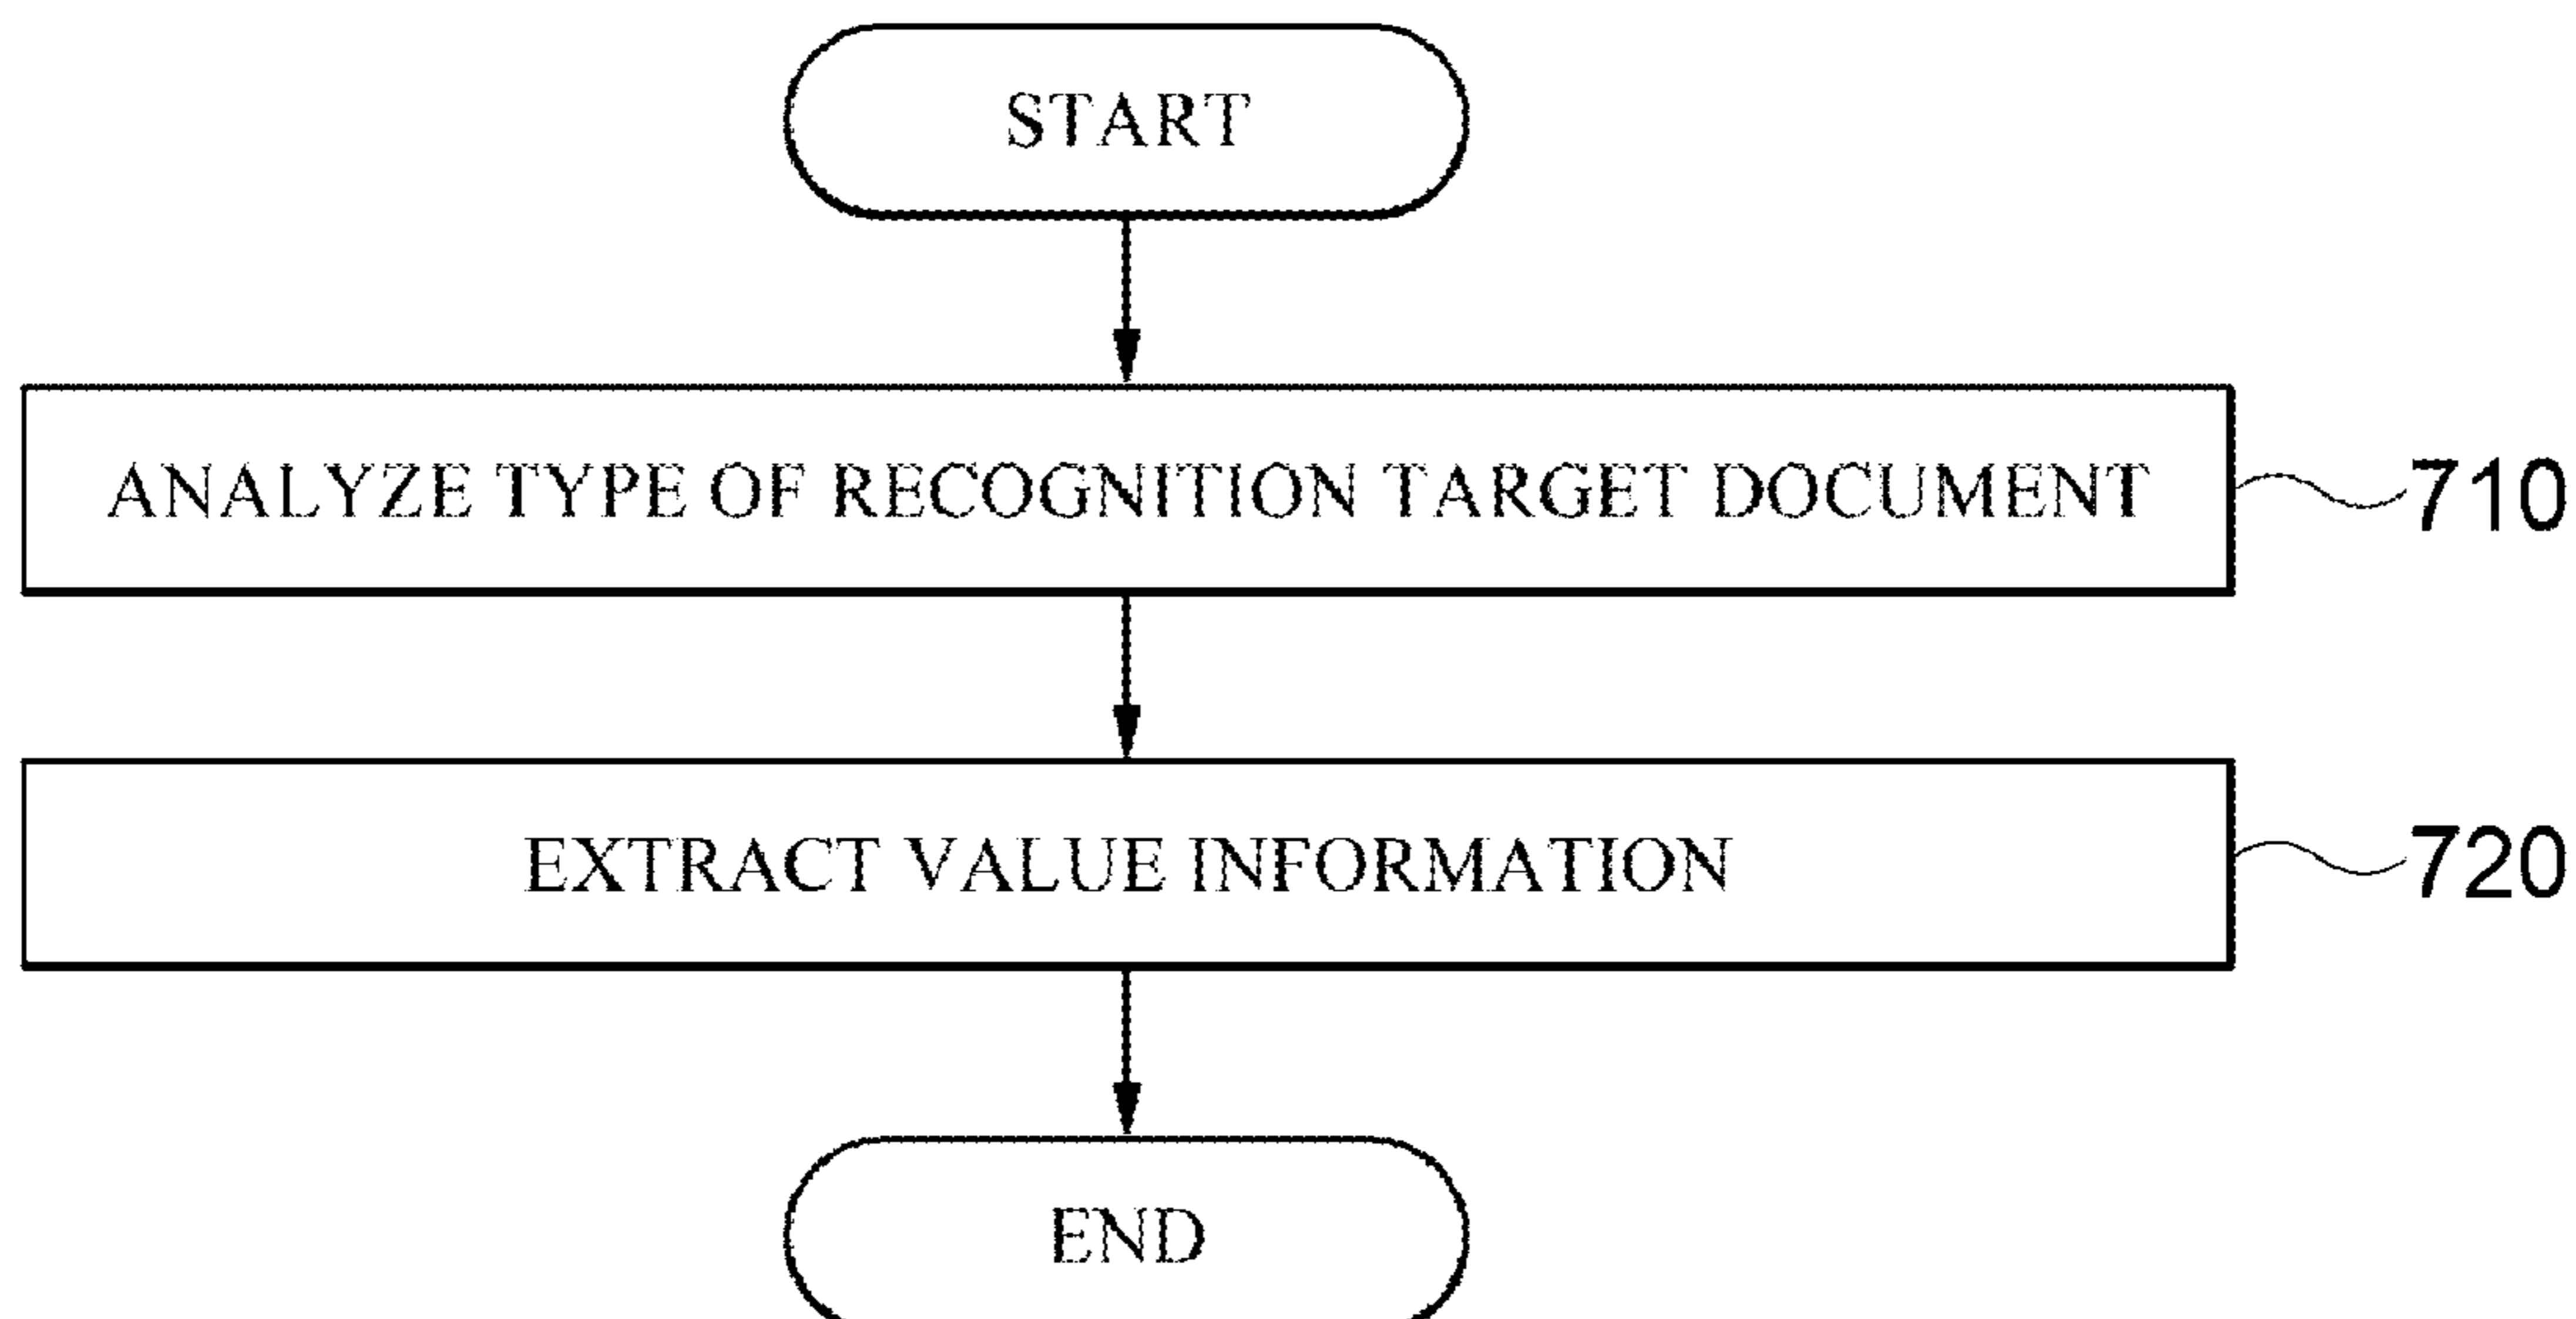 START
ANALYZE TYPE OF RECOGNITION TARGET DOCUMENT
710
EXTRACT VALUE INFORMATION
720
END